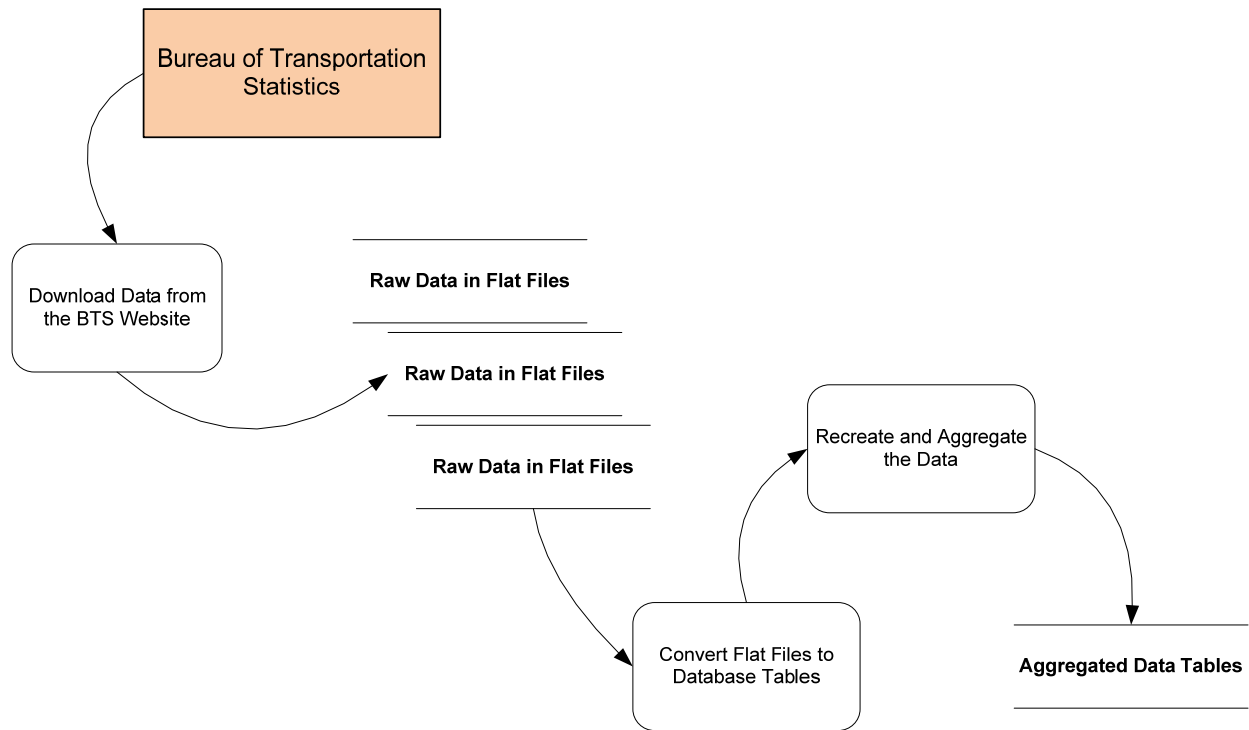 Bureau of Transportation
Statistics
Download Data from
the BTS Website
Raw Data in Flat Files
Raw Data in Flat Files
Raw Data in Flat Files
Recreate and Aggregate
the Data
Convert Flat Files to
Database Tables
Aggregated Data Tables